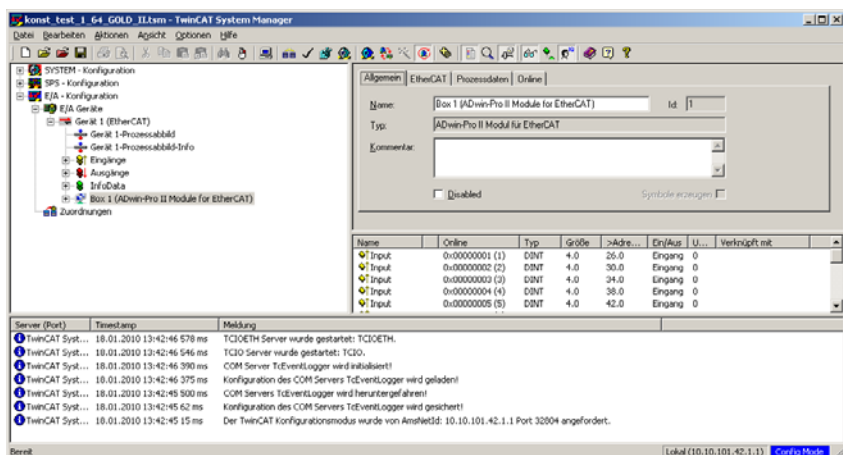 konst_test_1_64_GOLD_II.tsm - TwinCAT System Manager
Datei Bearbeiten Aktionen Ansicht Optionen Hilfe
SYSTEM - Konfiguration
SPS - Konfiguration
E/A - Konfiguration
E/A Geräte
Gerät 1 (EtherCAT)
Gerät 1-Prozessabbild
Gerät 1-Prozessabbild-Info
Eingänge
Ausgänge
InfoData
Box 1 (ADwin-Pro II Module for EtherCAT)
Zuordnungen
Allgemein EtherCAT Prozessdaten Online
Name: Box 1 (ADwin-Pro II Module for EtherCAT) Id: 1
Typ: ADwin-Pro II Modul für EtherCAT
Kommentar:
Disabled Symbole erzeugen
Name Online Typ Größe >Adre... Ein/Aus U... Verknüpft mit
Input 0x00000001 (1) DINT 4.0 26.0 Eingang 0
Input 0x00000002 (2) DINT 4.0 30.0 Eingang 0
Input 0x00000003 (3) DINT 4.0 34.0 Eingang 0
Input 0x00000004 (4) DINT 4.0 38.0 Eingang 0
Input 0x00000005 (5) DINT 4.0 42.0 Eingang 0
Server (Port) Timestamp Meldung
TwinCAT Syst... 18.01.2010 13:42:46 578 ms TCIOETH Server wurde gestartet: TCIOETH.
TwinCAT Syst... 18.01.2010 13:42:46 546 ms TCIO Server wurde gestartet: TCIO.
TwinCAT Syst... 18.01.2010 13:42:46 390 ms COM Server TcEventLogger wird initialisiert!
TwinCAT Syst... 18.01.2010 13:42:46 375 ms Konfiguration des COM Servers TcEventLogger wird geladen!
TwinCAT Syst... 18.01.2010 13:42:45 500 ms COM Servers TcEventLogger wird heruntergefahren!
TwinCAT Syst... 18.01.2010 13:42:45 62 ms Konfiguration des COM Servers TcEventLogger wird gesichert!
TwinCAT Syst... 18.01.2010 13:42:45 15 ms Der TwinCAT Konfigurationsmodus wurde von AmsNetId: 10.10.101.42.1.1 Port 32804 angefordert.
Bereit Lokal (10.10.101.42.1.1) Config Mode